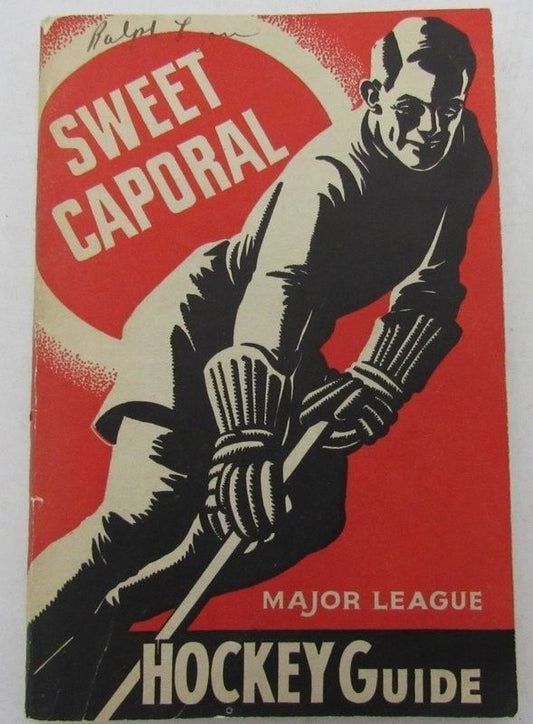 Ralph
SWEET
CAPORAL
MAJOR LEAGUE
HOCKEY GUIDE